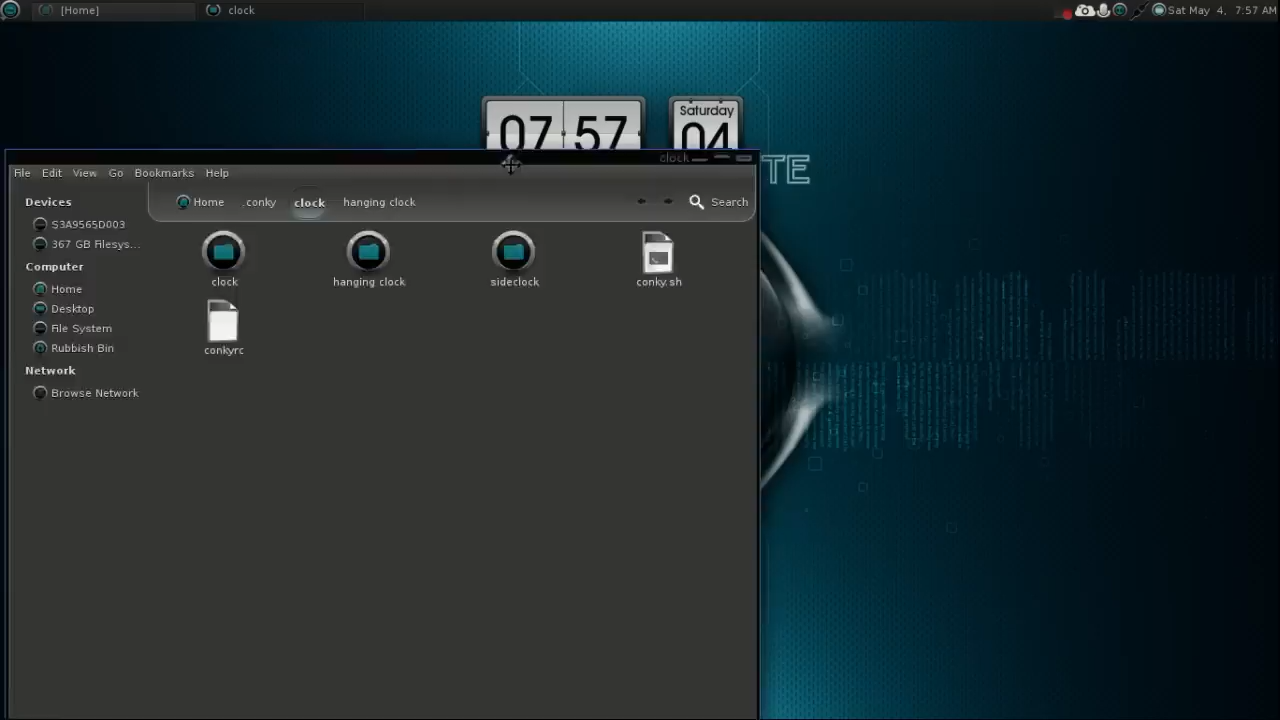 [Home]
clock
Sat May 4, 7:57 AM
07 57
Saturday
04
TE
clock
File Edit View Go Bookmarks Help
Devices
S3A9565D003
367 GB Filesys...
Computer
Home
Desktop
File System
Rubbish Bin
Network
Browse Network
Home .conky clock hanging clock
Search
clock
hanging clock
sideclock
conky.sh
conkyrc